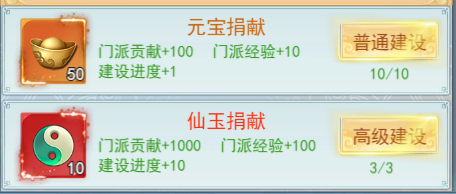 元宝捐献
门派贡献+100 门派经验+10
建设进度+1
50
普通建设
10/10
仙玉捐献
门派贡献+1000 门派经验+100
建设进度+10
10
高级建设
3/3